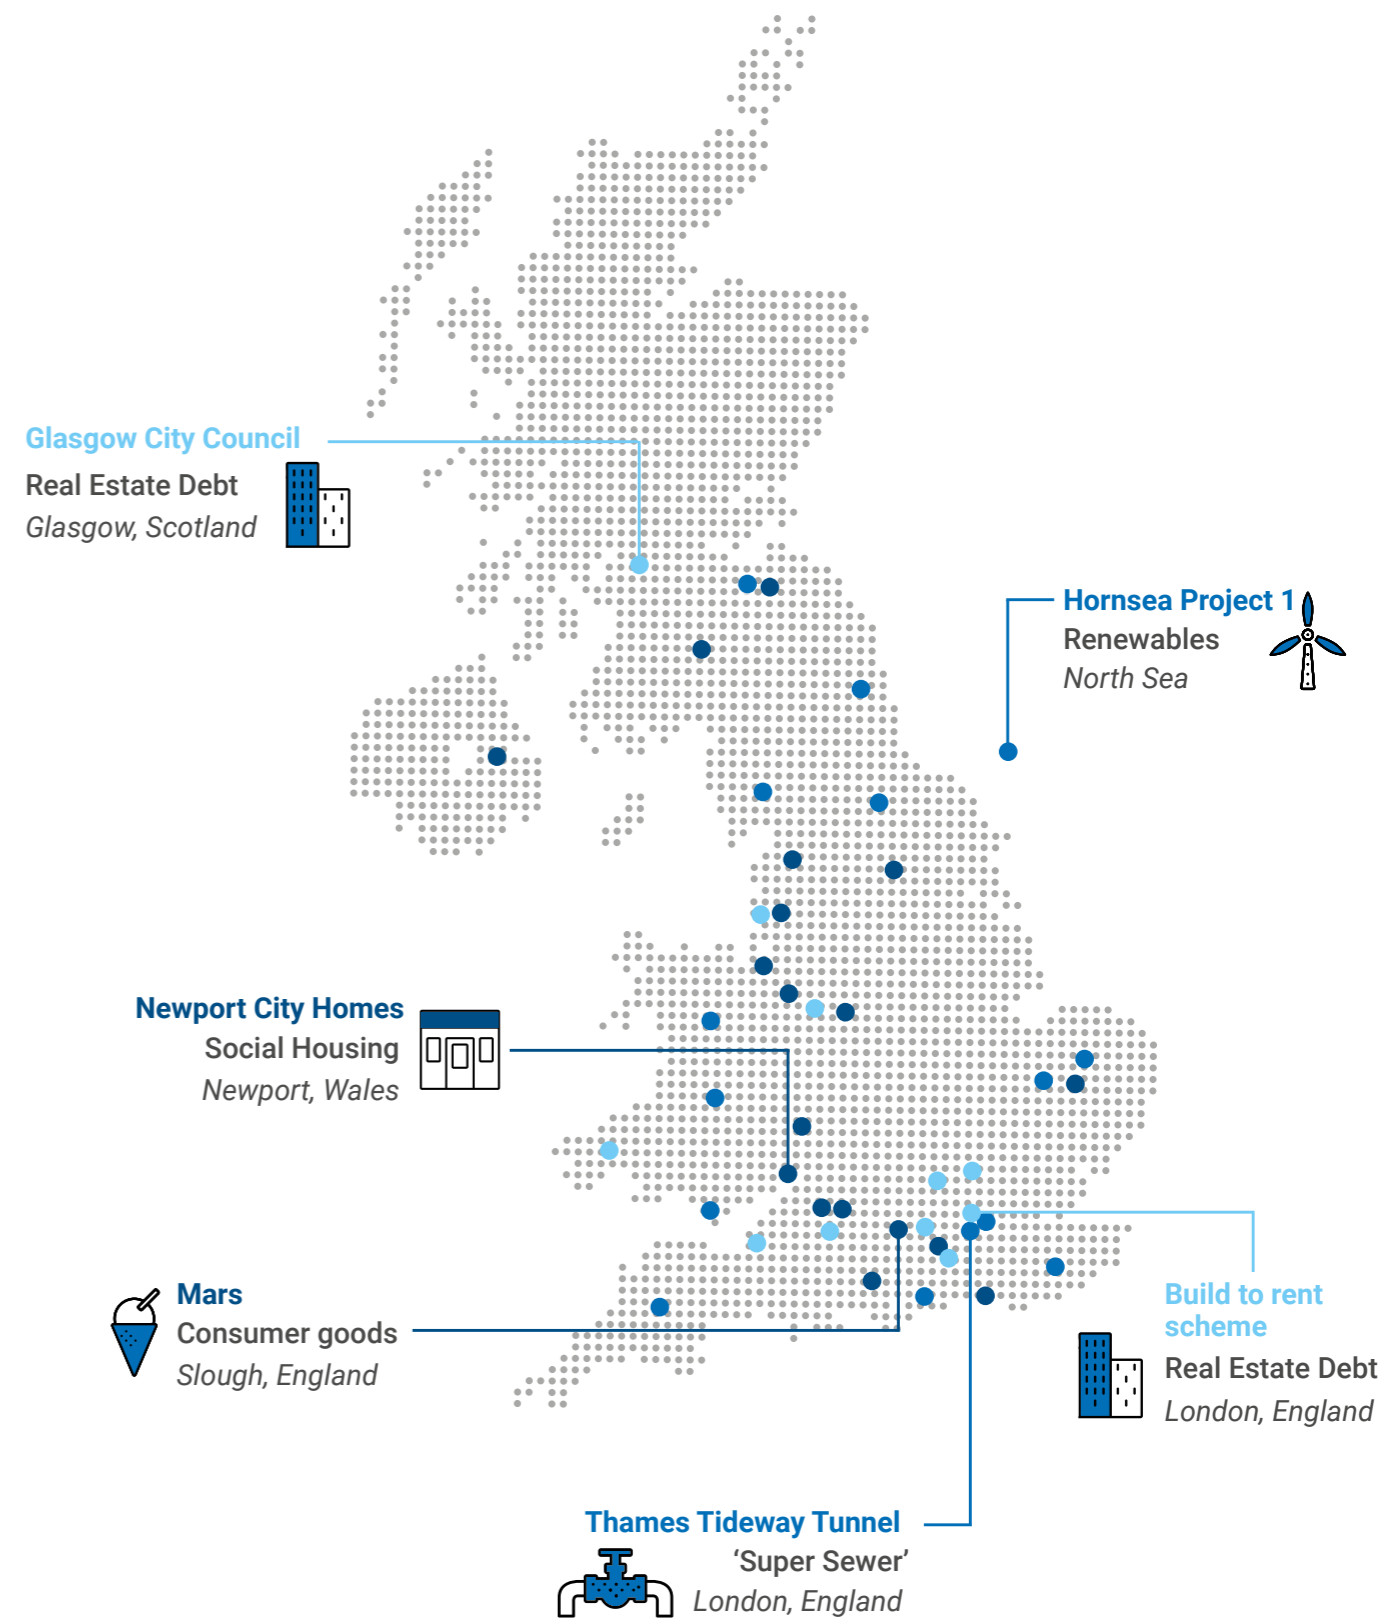 Glasgow City Council
Real Estate Debt
Glasgow, Scotland
Hornsea Project 1
Renewables
North Sea
Newport City Homes
Social Housing
Newport, Wales
Mars
Consumer goods
Slough, England
Build to rent
scheme
Real Estate Debt
London, England
Thames Tideway Tunnel
‘Super Sewer’
London, England